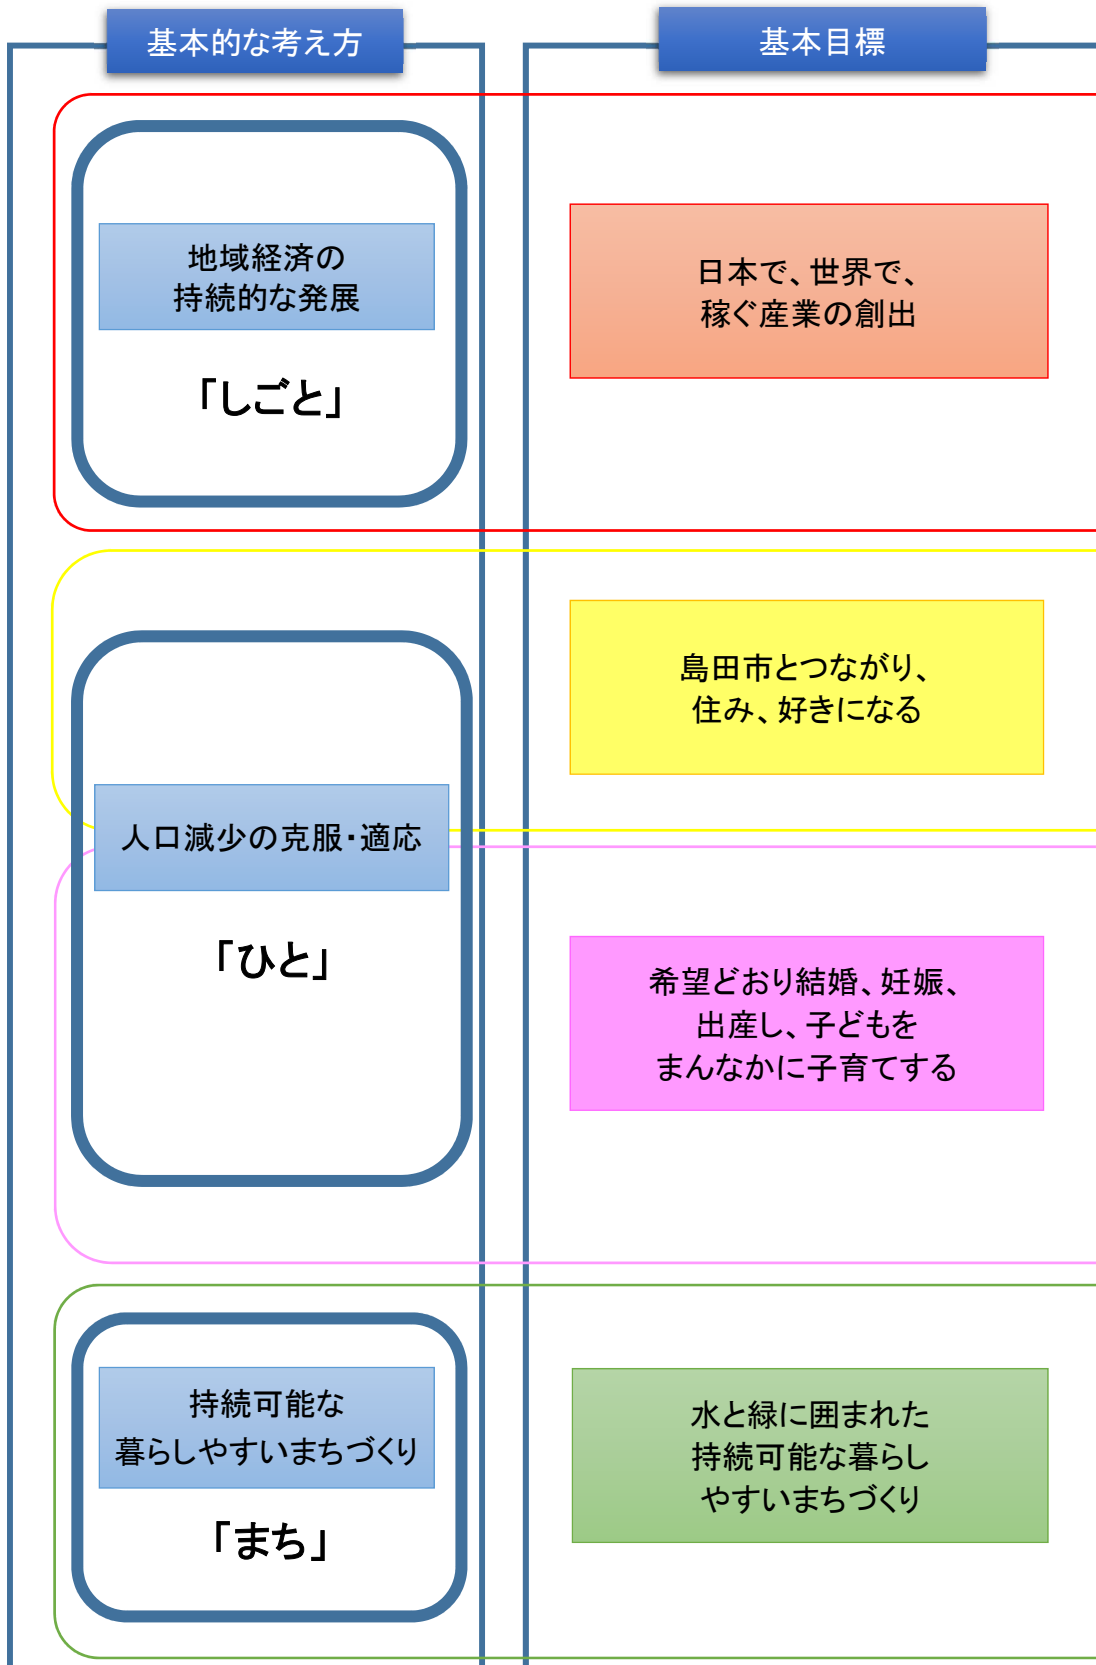 基本的な考え方
基本目標
地域経済の
持続的な発展
「しごと」
日本で、世界で、
稼ぐ産業の創出
島田市とつながり、
住み、好きになる
人口減少の克服・適応
「ひと」
希望どおり結婚、妊娠、
出産し、子どもを
まんなかに子育てする
持続可能な
暮らしやすいまちづくり
「まち」
水と緑に囲まれた
持続可能な暮らし
やすいまちづくり